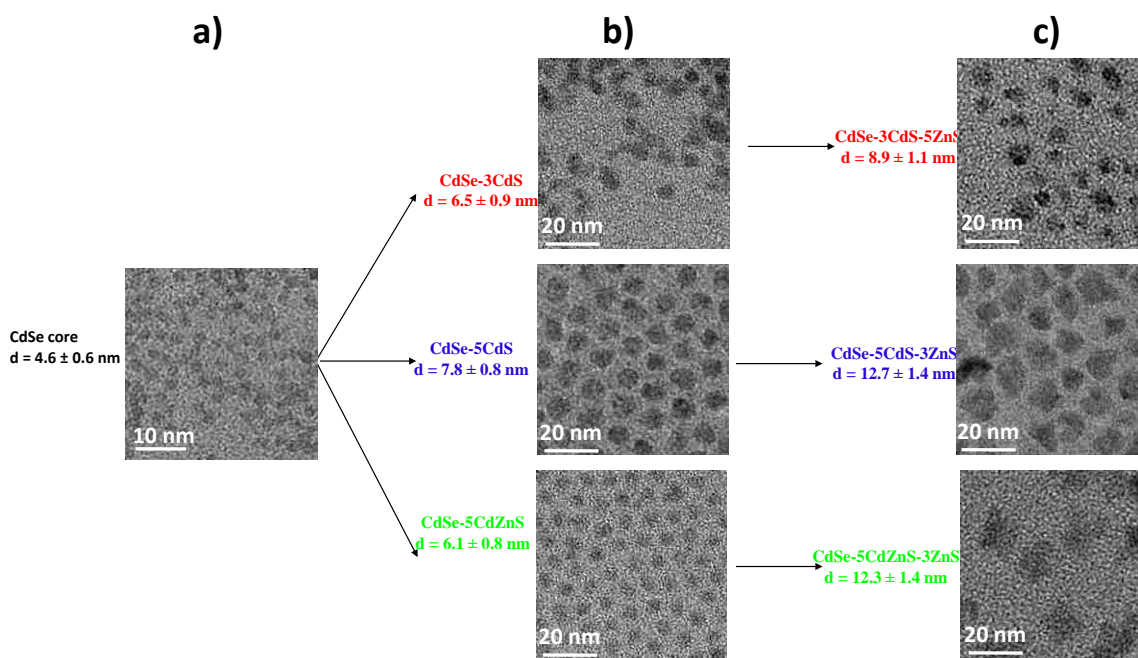 a)
b)
c)
CdSe core
d = 4.6 ± 0.6 nm
10 nm
CdSe-3CdS
d = 6.5 ± 0.9 nm
20 nm
CdSe-3CdS-5ZnS
d = 8.9 ± 1.1 nm
20 nm
CdSe-5CdS
d = 7.8 ± 0.8 nm
20 nm
CdSe-5CdS-3ZnS
d = 12.7 ± 1.4 nm
20 nm
CdSe-5CdZnS
d = 6.1 ± 0.8 nm
20 nm
CdSe-5CdZnS-3ZnS
d = 12.3 ± 1.4 nm
20 nm